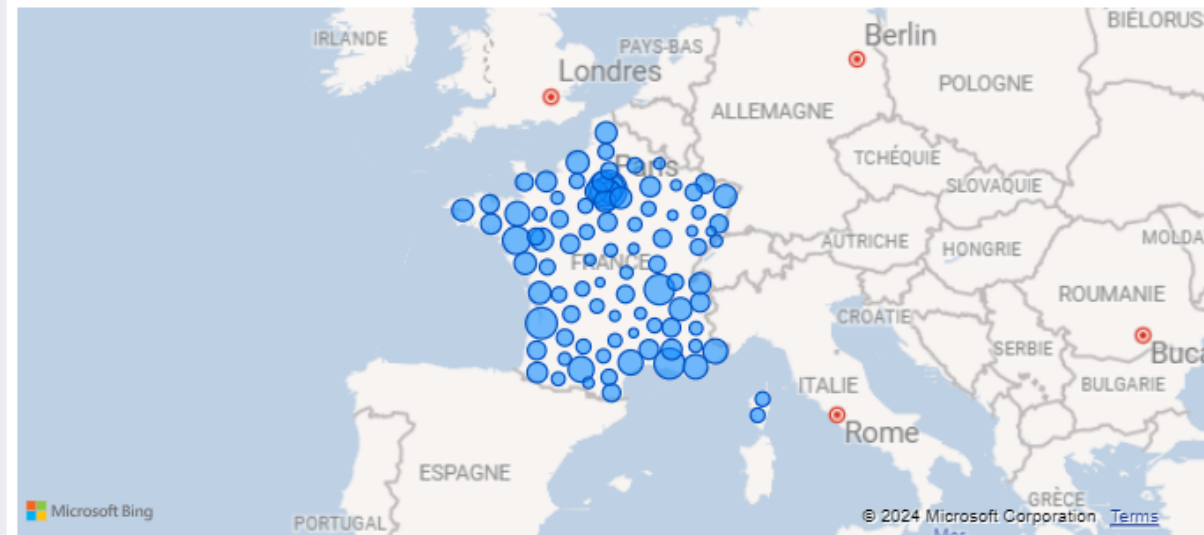 BIÉLORUS
IRLANDE
PAYS-BAS
Berlin
Londres
POLOGNE
ALLEMAGNE
TCHÉQUIE
Paris
SLOVAQUIE
AUTRICHE
HONGRIE
MOLDA
FRANCE
ROUMANIE
CROATIE
SERBIE
Buca
ITALIE
BULGARIE
Rome
ESPAGNE
GRÈCE
Microsoft Bing
PORTUGAL
© 2024 Microsoft Corporation Terms
Mer